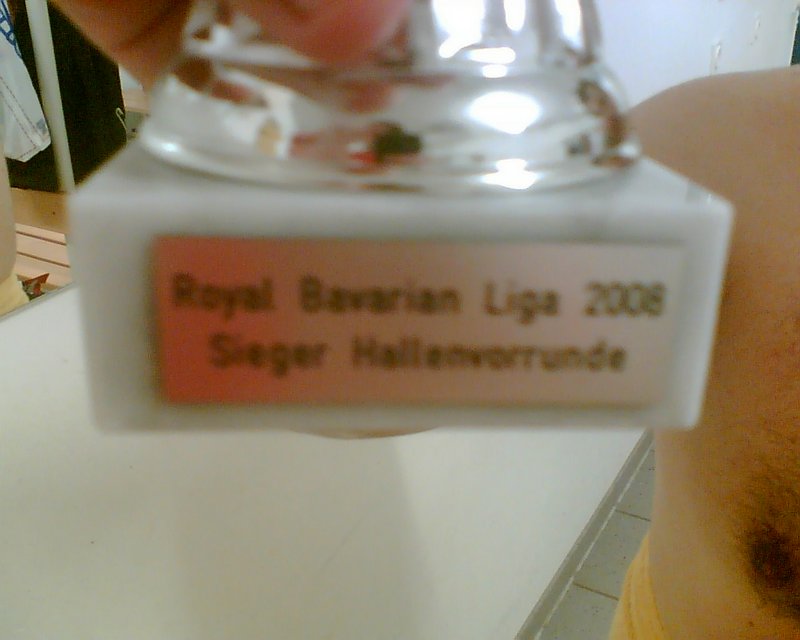 Royal Bavarian Liga 2008
Sieger Hallenvorrunde